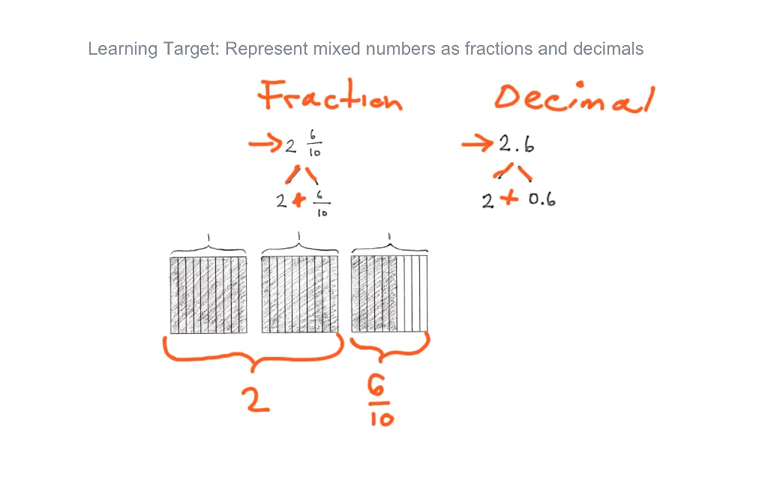 Learning Target: Represent mixed numbers as fractions and decimals
Fraction Decimal
→ 2 6/10 → 2.6
2 + 6/10 2 + 0.6
1 1 1
2 6/10